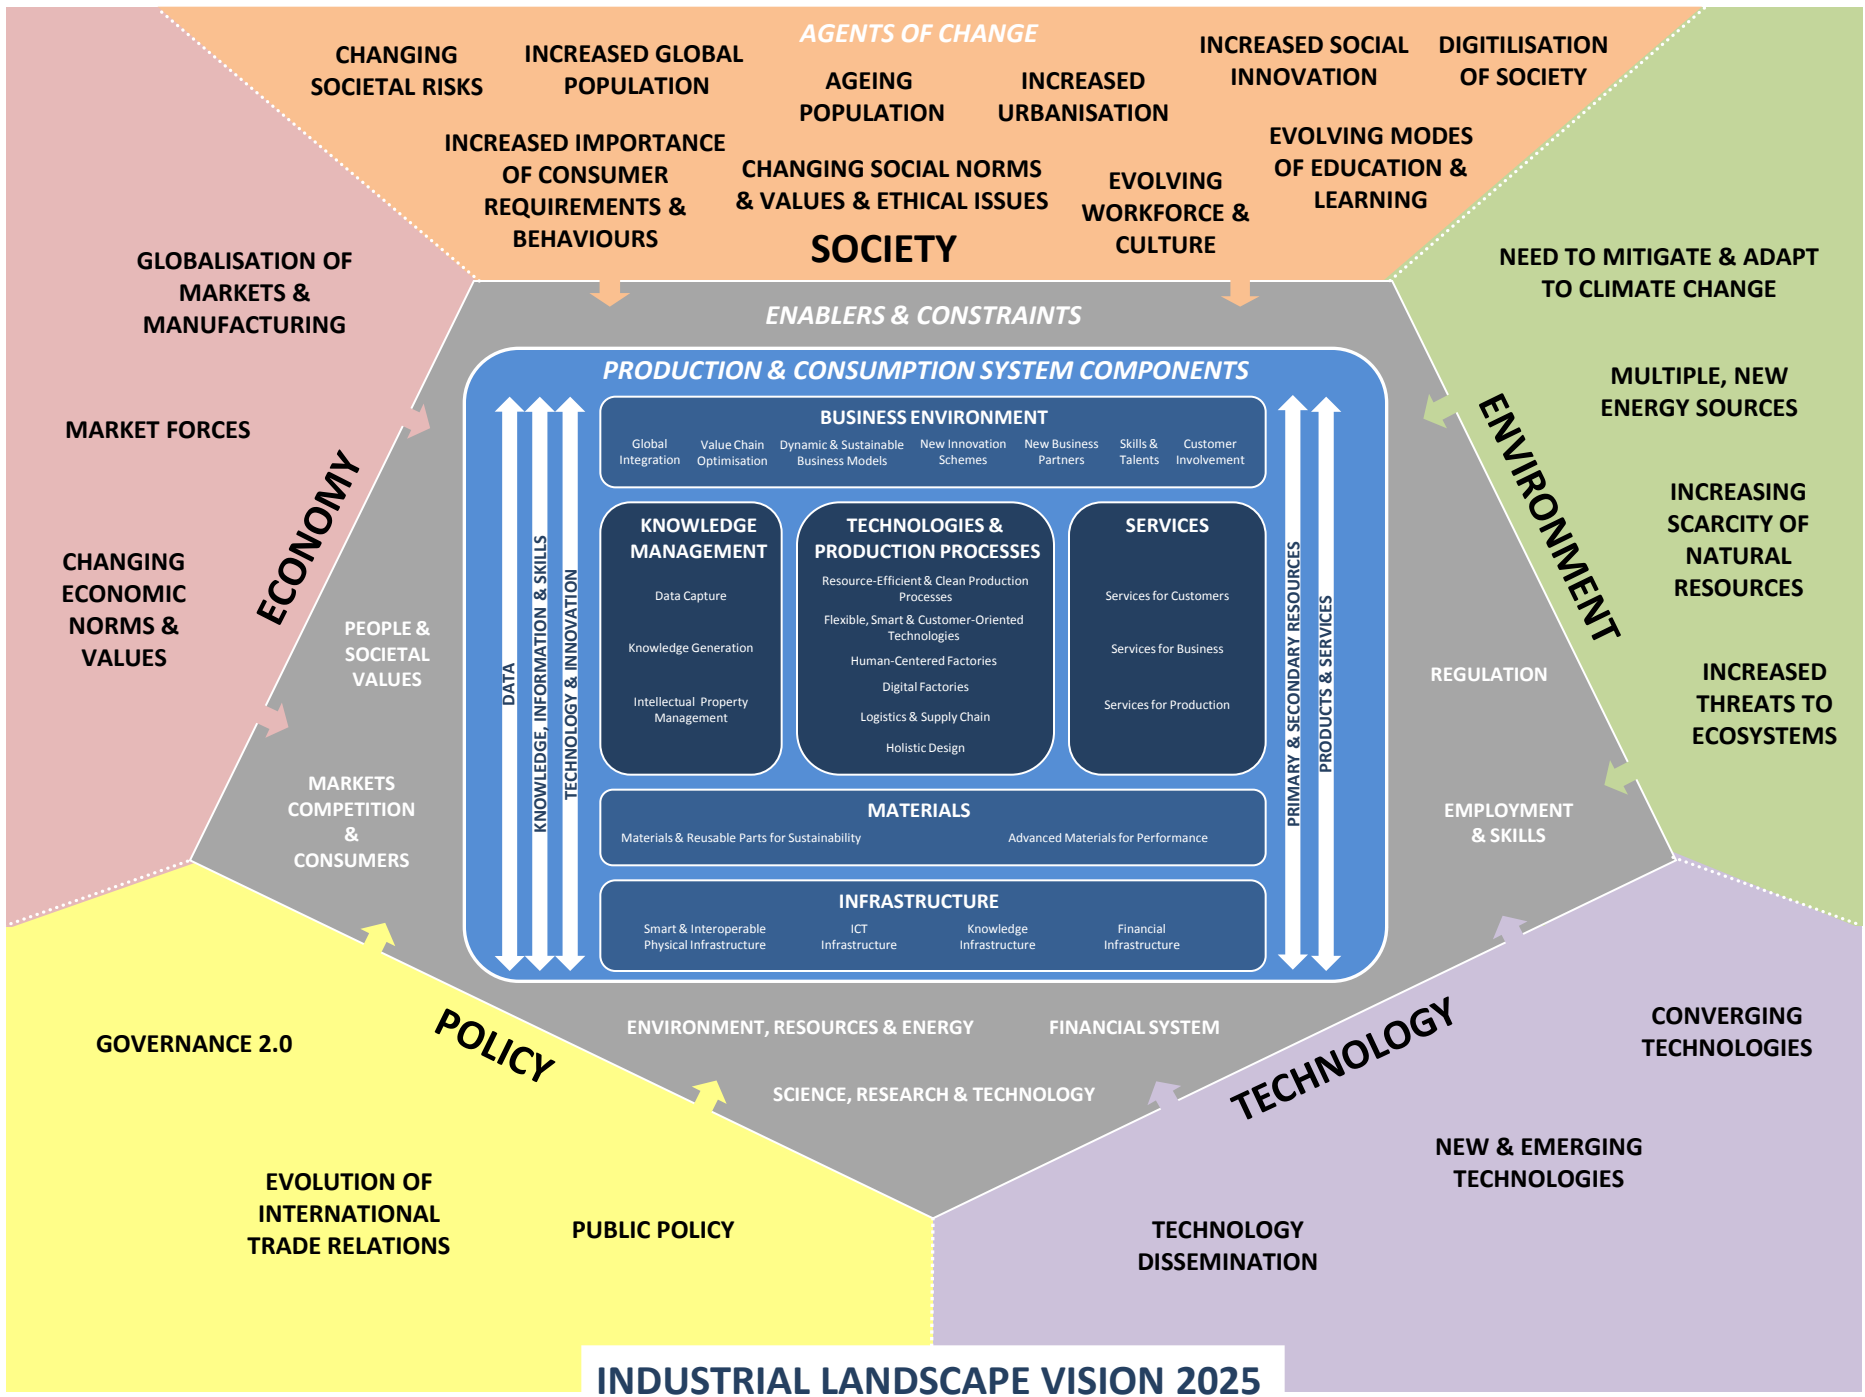 AGENTS OF CHANGE
CHANGING
SOCIETAL RISKS
INCREASED GLOBAL
POPULATION
AGEING
POPULATION
INCREASED
URBANISATION
INCREASED SOCIAL
INNOVATION
DIGITILISATION
OF SOCIETY
INCREASED IMPORTANCE
OF CONSUMER
REQUIREMENTS &
BEHAVIOURS
CHANGING SOCIAL NORMS
& VALUES & ETHICAL ISSUES
EVOLVING
WORKFORCE &
CULTURE
EVOLVING MODES
OF EDUCATION &
LEARNING
SOCIETY
GLOBALISATION OF
MARKETS &
MANUFACTURING
MARKET FORCES
CHANGING
ECONOMIC
NORMS &
VALUES
ECONOMY
NEED TO MITIGATE & ADAPT
TO CLIMATE CHANGE
MULTIPLE, NEW
ENERGY SOURCES
INCREASING
SCARCITY OF
NATURAL
RESOURCES
INCREASED
THREATS TO
ECOSYSTEMS
ENVIRONMENT
ENABLERS & CONSTRAINTS
PEOPLE &
SOCIETAL
VALUES
MARKETS
COMPETITION
&
CONSUMERS
REGULATION
EMPLOYMENT
& SKILLS
ENVIRONMENT, RESOURCES & ENERGY
FINANCIAL SYSTEM
SCIENCE, RESEARCH & TECHNOLOGY
PRODUCTION & CONSUMPTION SYSTEM COMPONENTS
DATA
KNOWLEDGE, INFORMATION & SKILLS
TECHNOLOGY & INNOVATION
BUSINESS ENVIRONMENT
Global
Integration
Value Chain
Optimisation
Dynamic & Sustainable
Business Models
New Innovation
Schemes
New Business
Partners
Skills &
Talents
Customer
Involvement
KNOWLEDGE
MANAGEMENT
Data Capture
Knowledge Generation
Intellectual Property
Management
TECHNOLOGIES &
PRODUCTION PROCESSES
Resource-Efficient & Clean Production
Processes
Flexible, Smart & Customer-Oriented
Technologies
Human-Centered Factories
Digital Factories
Logistics & Supply Chain
Holistic Design
SERVICES
Services for Customers
Services for Business
Services for Production
PRIMARY & SECONDARY RESOURCES
PRODUCTS & SERVICES
MATERIALS
Materials & Reusable Parts for Sustainability
Advanced Materials for Performance
INFRASTRUCTURE
Smart & Interoperable
Physical Infrastructure
ICT
Infrastructure
Knowledge
Infrastructure
Financial
Infrastructure
POLICY
GOVERNANCE 2.0
EVOLUTION OF
INTERNATIONAL
TRADE RELATIONS
PUBLIC POLICY
TECHNOLOGY
CONVERGING
TECHNOLOGIES
NEW & EMERGING
TECHNOLOGIES
TECHNOLOGY
DISSEMINATION
INDUSTRIAL LANDSCAPE VISION 2025